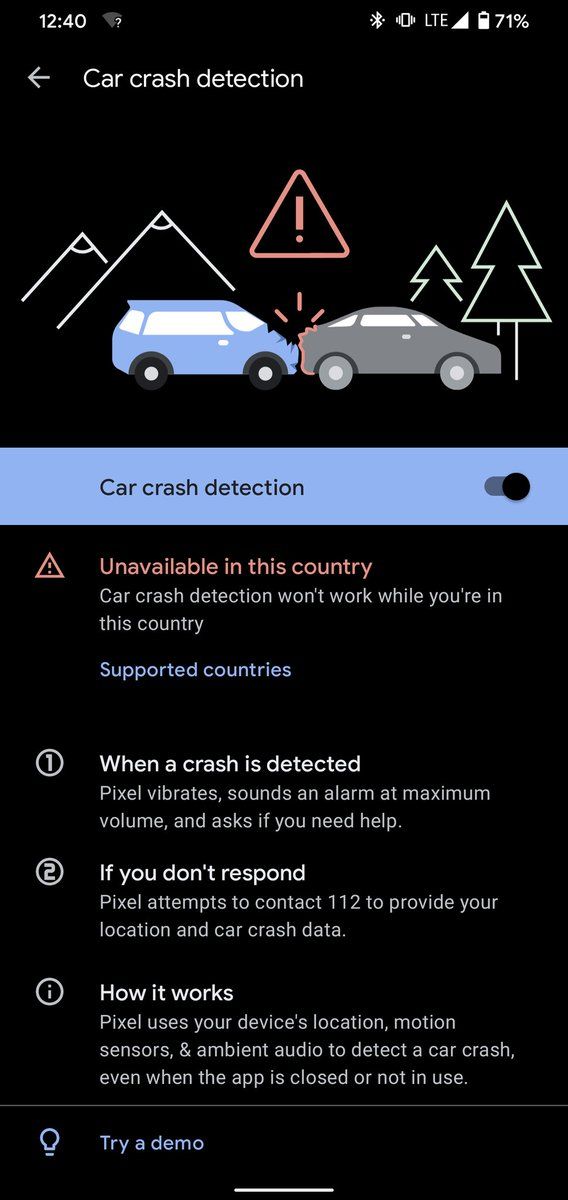 12:40 ? LTE 71%
Car crash detection
Car crash detection
Unavailable in this country
Car crash detection won't work while you're in
this country
Supported countries
1 When a crash is detected
Pixel vibrates, sounds an alarm at maximum
volume, and asks if you need help.
2 If you don't respond
Pixel attempts to contact 112 to provide your
location and car crash data.
How it works
Pixel uses your device's location, motion
sensors, & ambient audio to detect a car crash,
even when the app is closed or not in use.
Try a demo